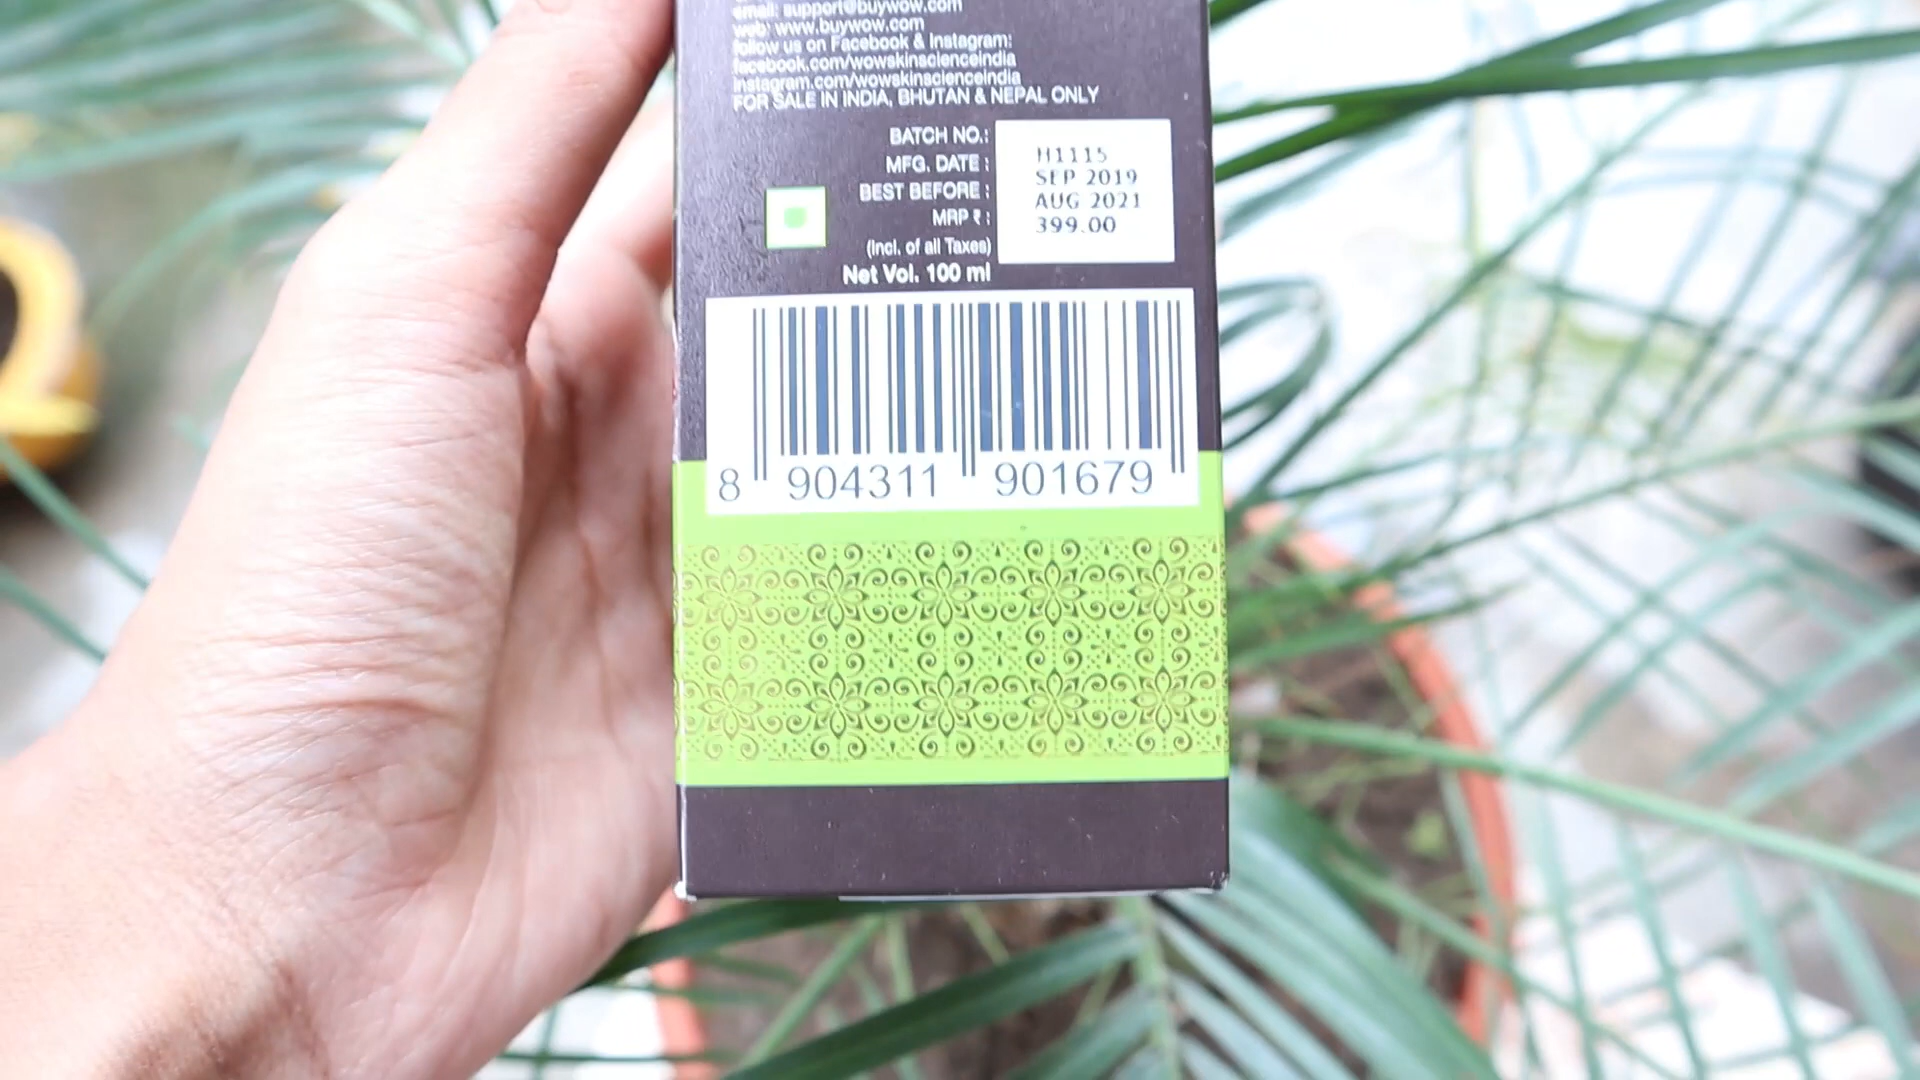 email: support@buywow.com
web: www.buywow.com
follow us on Facebook & Instagram:
facebook.com/wowskinscienceindia
instagram.com/wowskinscienceindia
FOR SALE IN INDIA, BHUTAN & NEPAL ONLY
BATCH NO.: H1115
MFG. DATE : SEP 2019
BEST BEFORE : AUG 2021
MRP ₹ : 399.00
(Incl. of all Taxes)
Net Vol. 100 ml
8 904311 901679